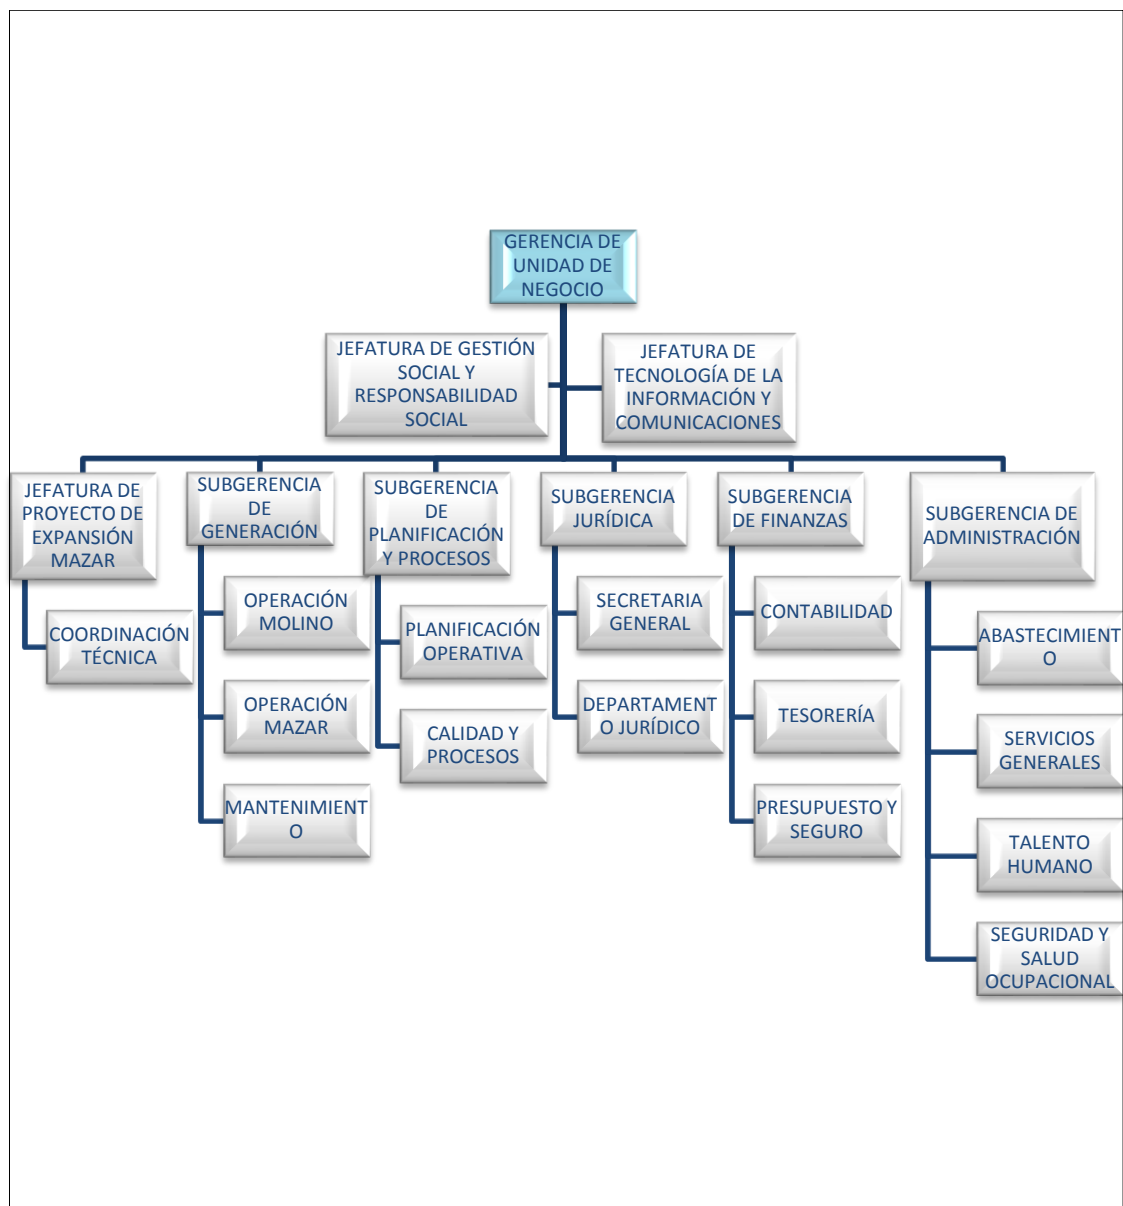 GERENCIA DE
UNIDAD DE
NEGOCIO
JEFATURA DE GESTIÓN
SOCIAL Y
RESPONSABILIDAD
SOCIAL
JEFATURA DE
TECNOLOGÍA DE LA
INFORMACIÓN Y
COMUNICACIONES
JEFATURA DE
PROYECTO DE
EXPANSIÓN
MAZAR
COORDINACIÓN
TÉCNICA
SUBGERENCIA
DE
GENERACIÓN
OPERACIÓN
MOLINO
OPERACIÓN
MAZAR
MANTENIMIENT
O
SUBGERENCIA
DE
PLANIFICACIÓN
Y PROCESOS
PLANIFICACIÓN
OPERATIVA
CALIDAD Y
PROCESOS
SUBGERENCIA
JURÍDICA
SECRETARIA
GENERAL
DEPARTAMENT
O JURÍDICO
SUBGERENCIA
DE FINANZAS
CONTABILIDAD
TESORERÍA
PRESUPUESTO Y
SEGURO
SUBGERENCIA DE
ADMINISTRACIÓN
ABASTECIMIENT
O
SERVICIOS
GENERALES
TALENTO
HUMANO
SEGURIDAD Y
SALUD
OCUPACIONAL